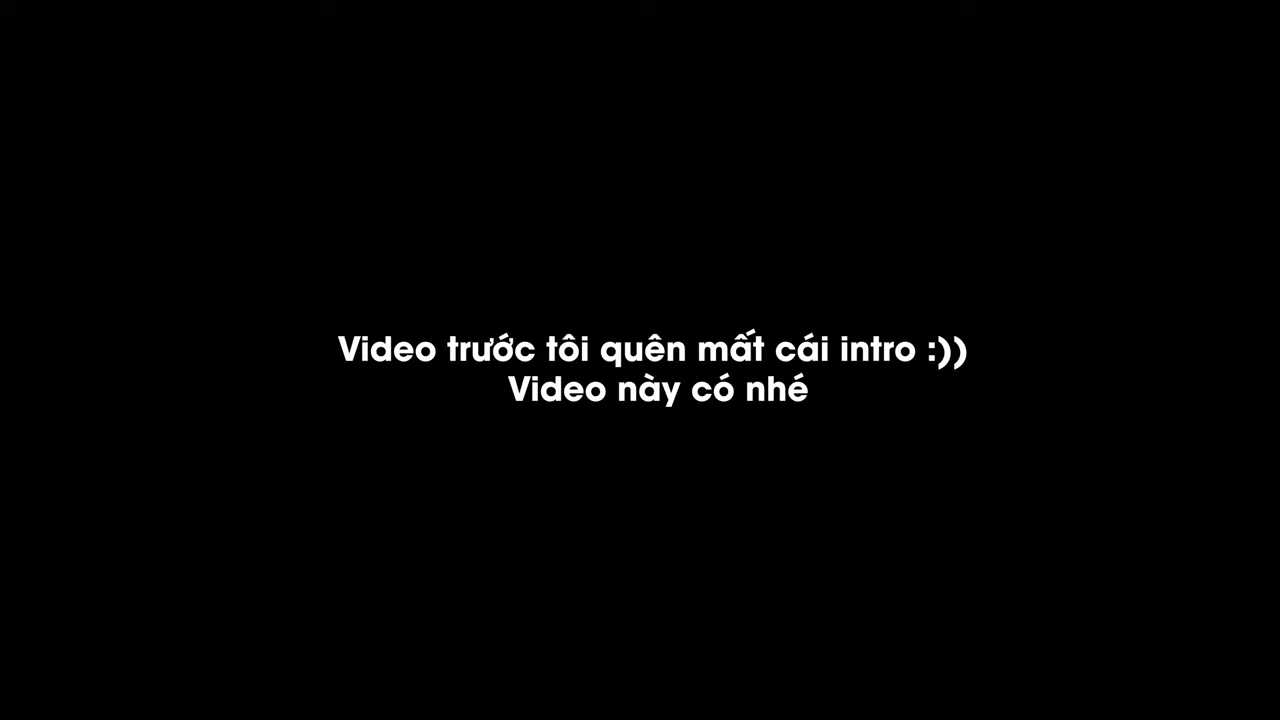 Video trước tôi quên mất cái intro :))
Video này có nhé